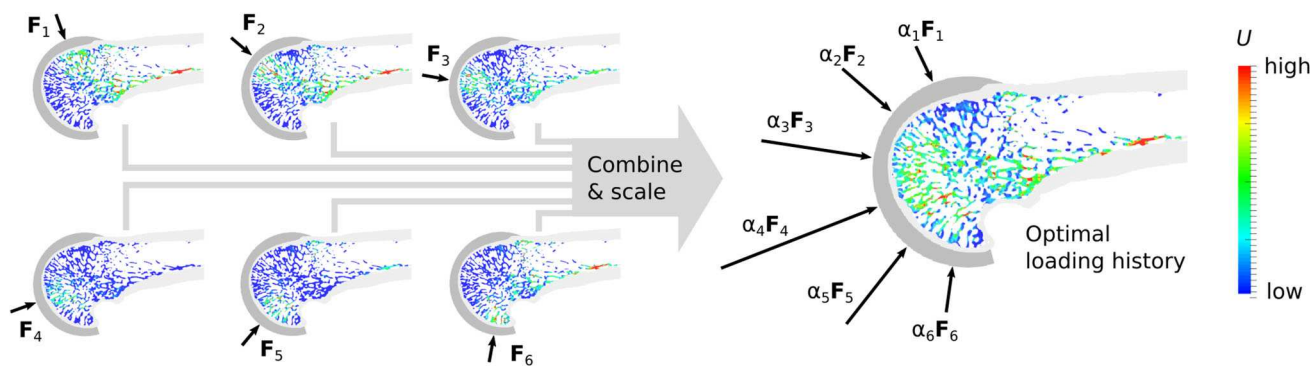 F₁
F₂
F₃
Combine
& scale
F₄
F₅
F₆
α₁F₁
α₂F₂
α₃F₃
α₄F₄
α₅F₅
α₆F₆
Optimal
loading history
U
high
low